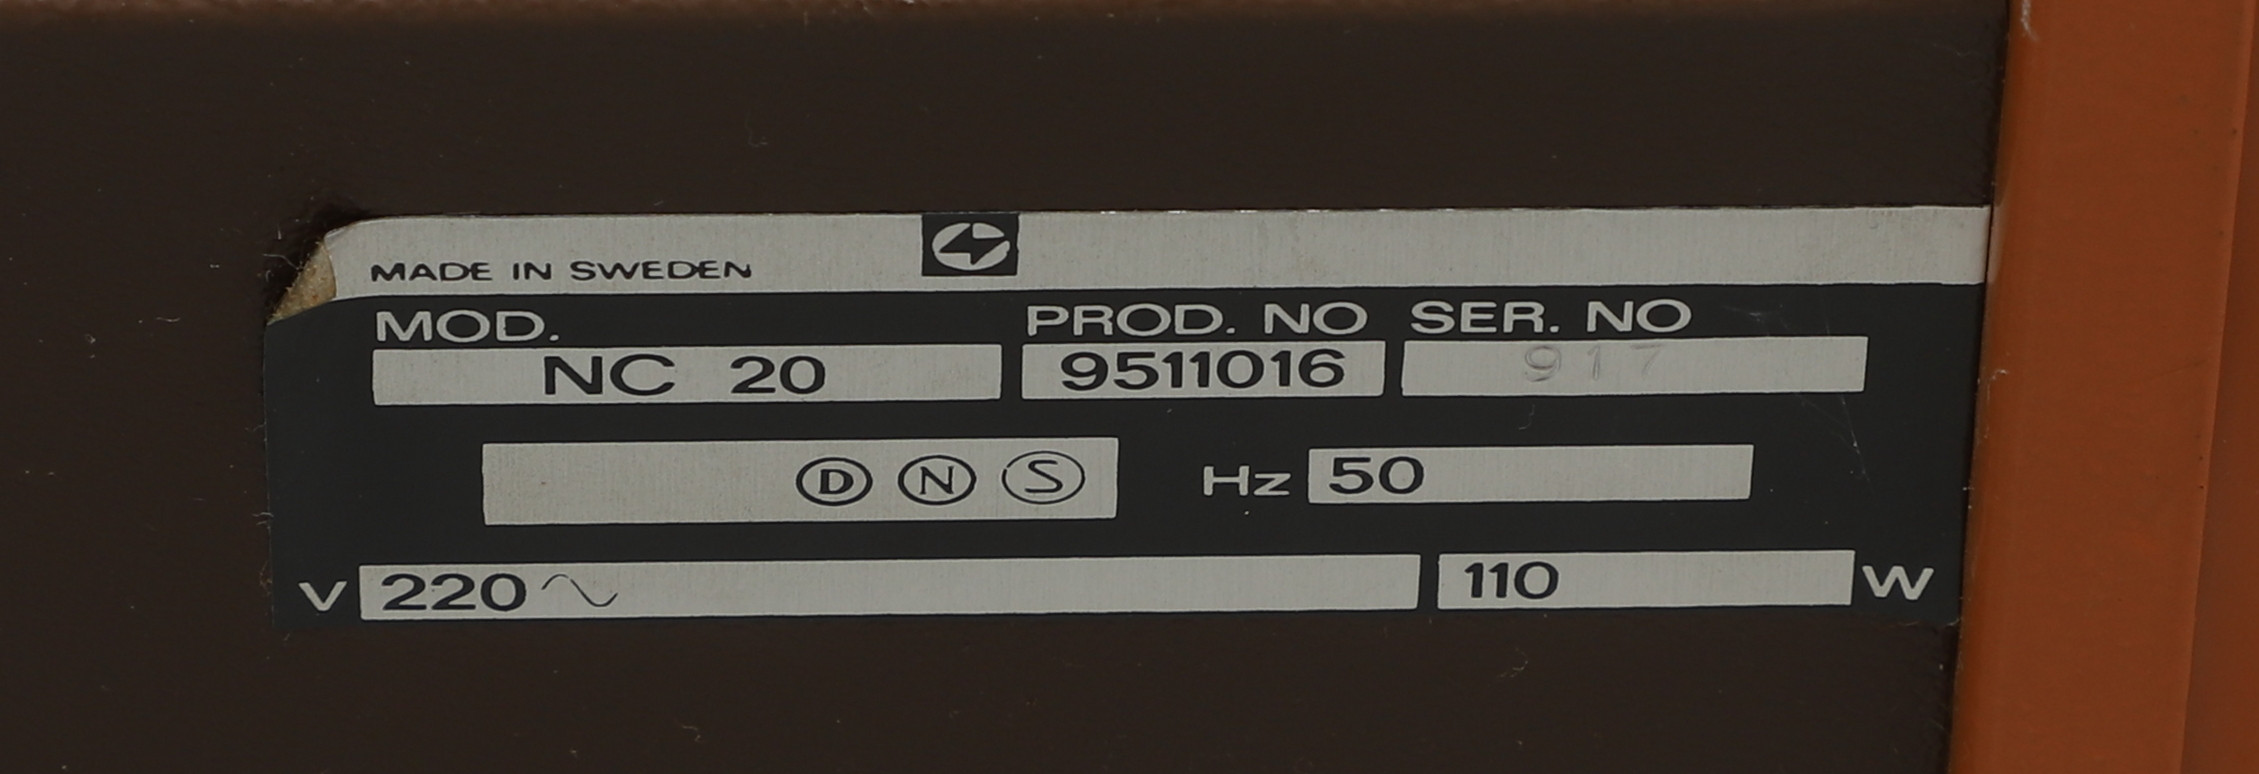 MADE IN SWEDEN
MOD. PROD. NO SER. NO
NC 20 9511016 917
D N S Hz 50
V 220~ 110 W